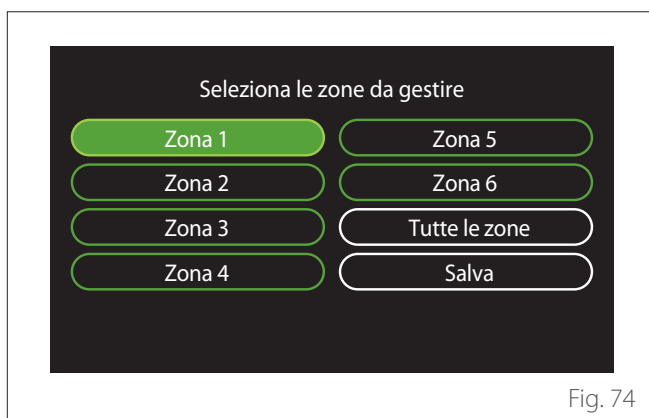 Seleziona le zone da gestire
Zona 1
Zona 5
Zona 2
Zona 6
Zona 3
Tutte le zone
Zona 4
Salva
Fig. 74